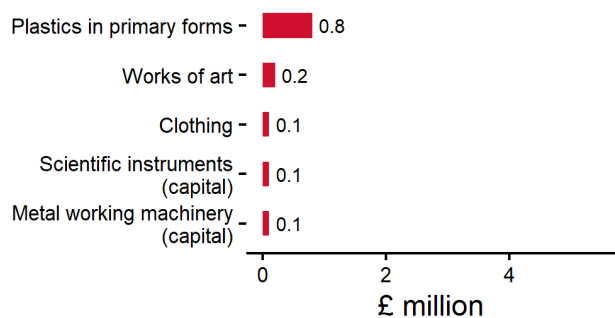 Plastics in primary forms
0.8
Works of art
0.2
Clothing
0.1
Scientific instruments
(capital)
0.1
Metal working machinery
(capital)
0.1
0 2 4
£ million